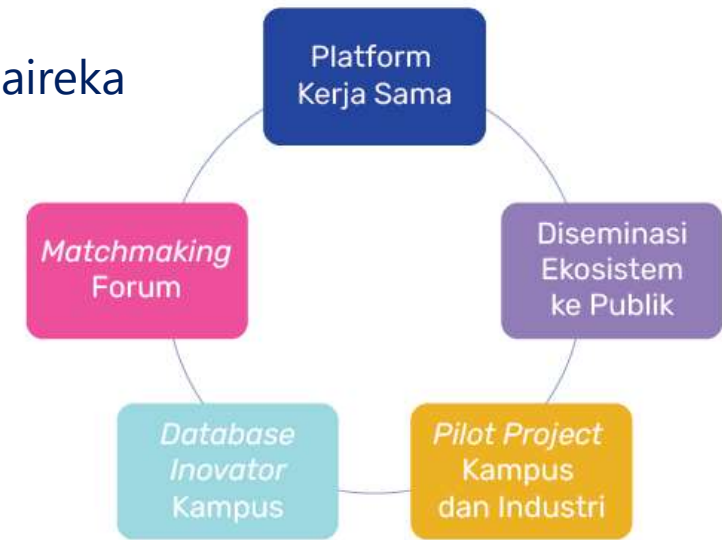 aireka
Platform
Kerja Sama
Matchmaking
Forum
Diseminasi
Ekosistem
ke Publik
Database
Inovator
Kampus
Pilot Project
Kampus
dan Industri